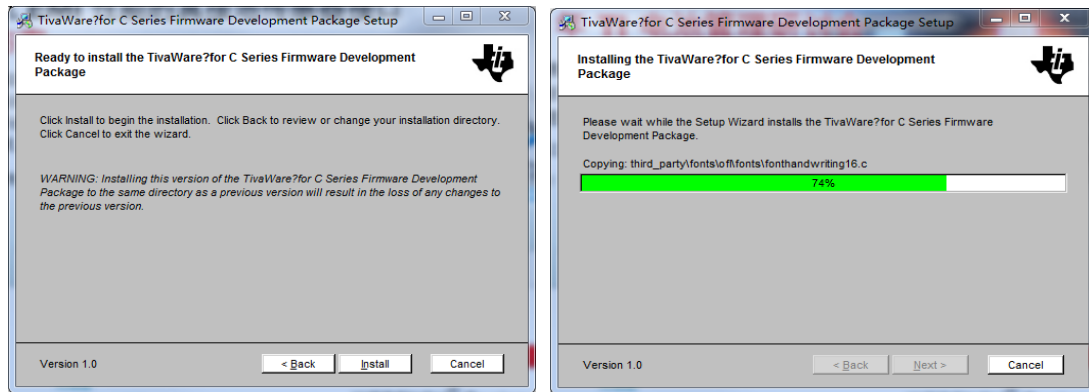 TivaWare?for C Series Firmware Development Package Setup
Ready to install the TivaWare?for C Series Firmware Development
Package
Click Install to begin the installation. Click Back to review or change your installation directory.
Click Cancel to exit the wizard.
WARNING: Installing this version of the TivaWare?for C Series Firmware Development
Package to the same directory as a previous version will result in the loss of any changes to
the previous version.
Version 1.0
< Back
Install
Cancel
TivaWare?for C Series Firmware Development Package Setup
Installing the TivaWare?for C Series Firmware Development
Package
Please wait while the Setup Wizard installs the TivaWare?for C Series Firmware
Development Package.
Copying: third_party\fonts\ofl\fonts\fonthandwriting16.c
74%
Version 1.0
< Back
Next >
Cancel